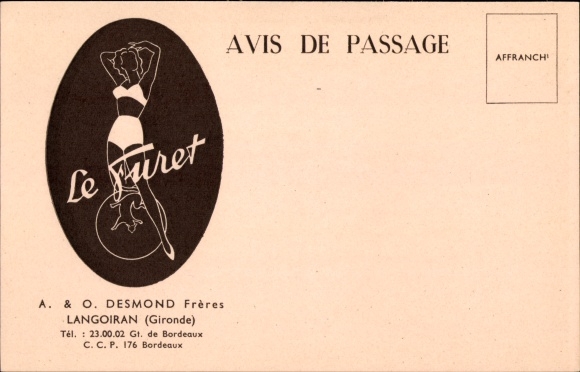 AVIS DE PASSAGE
AFFRANCHᵗ
Le Furet
A. & O. DESMOND Frères
LANGOIRAN (Gironde)
Tél. : 23.00.02 Gt. de Bordeaux
C. C. P. 176 Bordeaux